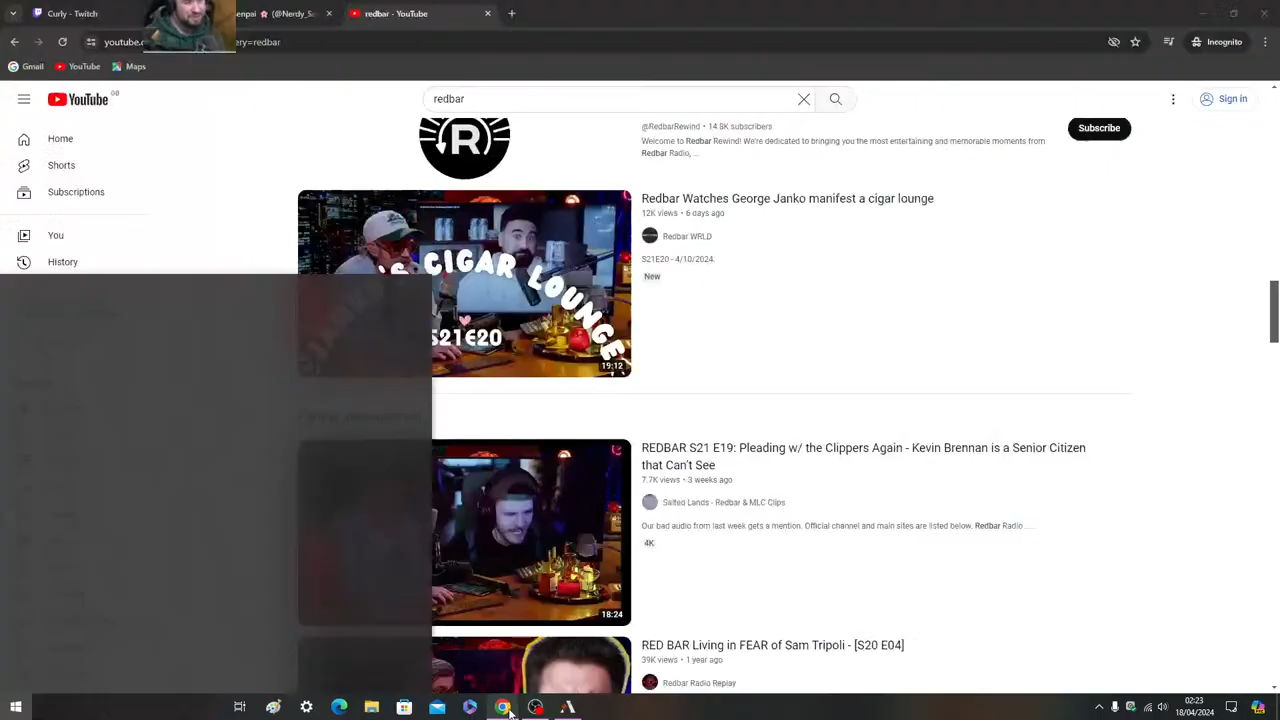 Twitch
enpai (@Nerdy_S
redbar - YouTube
youtube.c
ery=redbar
Incognito
Gmail
YouTube
Maps
YouTube
GB
redbar
Sign in
Home
Shorts
Subscriptions
You
History
R
@RedbarRewind • 14.8K subscribers
Subscribe
Welcome to Redbar Rewind! We're dedicated to bringing you the most entertaining and memorable moments from
Redbar Radio, ...
'S CIGAR LOUNGE
S21E20
19:12
Redbar Watches George Janko manifest a cigar lounge
12K views • 6 days ago
Redbar WRLD
S21E20 - 4/10/2024.
New
18:24
REDBAR S21 E19: Pleading w/ the Clippers Again - Kevin Brennan is a Senior Citizen
that Can't See
7.7K views • 3 weeks ago
Salted Lands - Redbar & MLC Clips
Our bad audio from last week gets a mention. Official channel and main sites are listed below. Redbar Radio ...
4K
RED BAR Living in FEAR of Sam Tripoli - [S20 E04]
39K views • 1 year ago
Redbar Radio Replay
02:23
18/04/2024